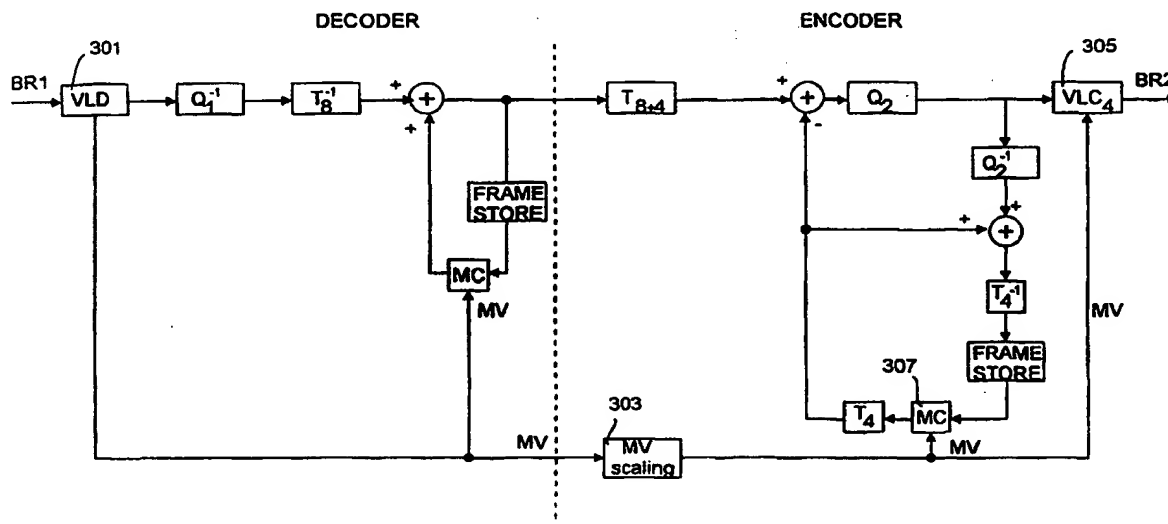 DECODER
ENCODER
301
305
BR1
VLD
Q₁⁻¹
T₈⁻¹
+
+
+
T₈₊₄
+
+
-
Q₂
VLC₄
BR2
Q₂⁻¹
FRAME
STORE
+
+
+
MC
MV
T₄⁻¹
MV
FRAME
STORE
307
T₄
MC
303
MV
MV
scaling
MV